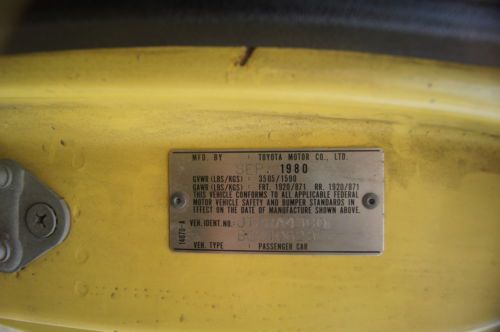 MFD. BY : TOYOTA MOTOR CO., LTD.
SEP. 1980
GVWR (LBS/KGS) : 3505/1590
GAWR (LBS/KGS) : FRT. 1920/871 RR. 1920/871
THIS VEHICLE CONFORMS TO ALL APPLICABLE FEDERAL
MOTOR VEHICLE SAFETY AND BUMPER STANDARDS IN
EFFECT ON THE DATE OF MANUFACTURE SHOWN ABOVE.
VEH. IDENT. NO. :
VEH. TYPE : PASSENGER CAR
14070-A